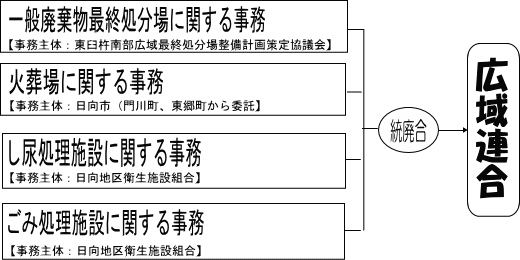 一般廃棄物最終処分場に関する事務
【事務主体：東臼杵南部広域最終処分場整備計画策定協議会】
火葬場に関する事務
【事務主体：日向市（門川町、東郷町から委託】
し尿処理施設に関する事務
【事務主体：日向地区衛生施設組合】
ごみ処理施設に関する事務
【事務主体：日向地区衛生施設組合】
統廃合
広域連合